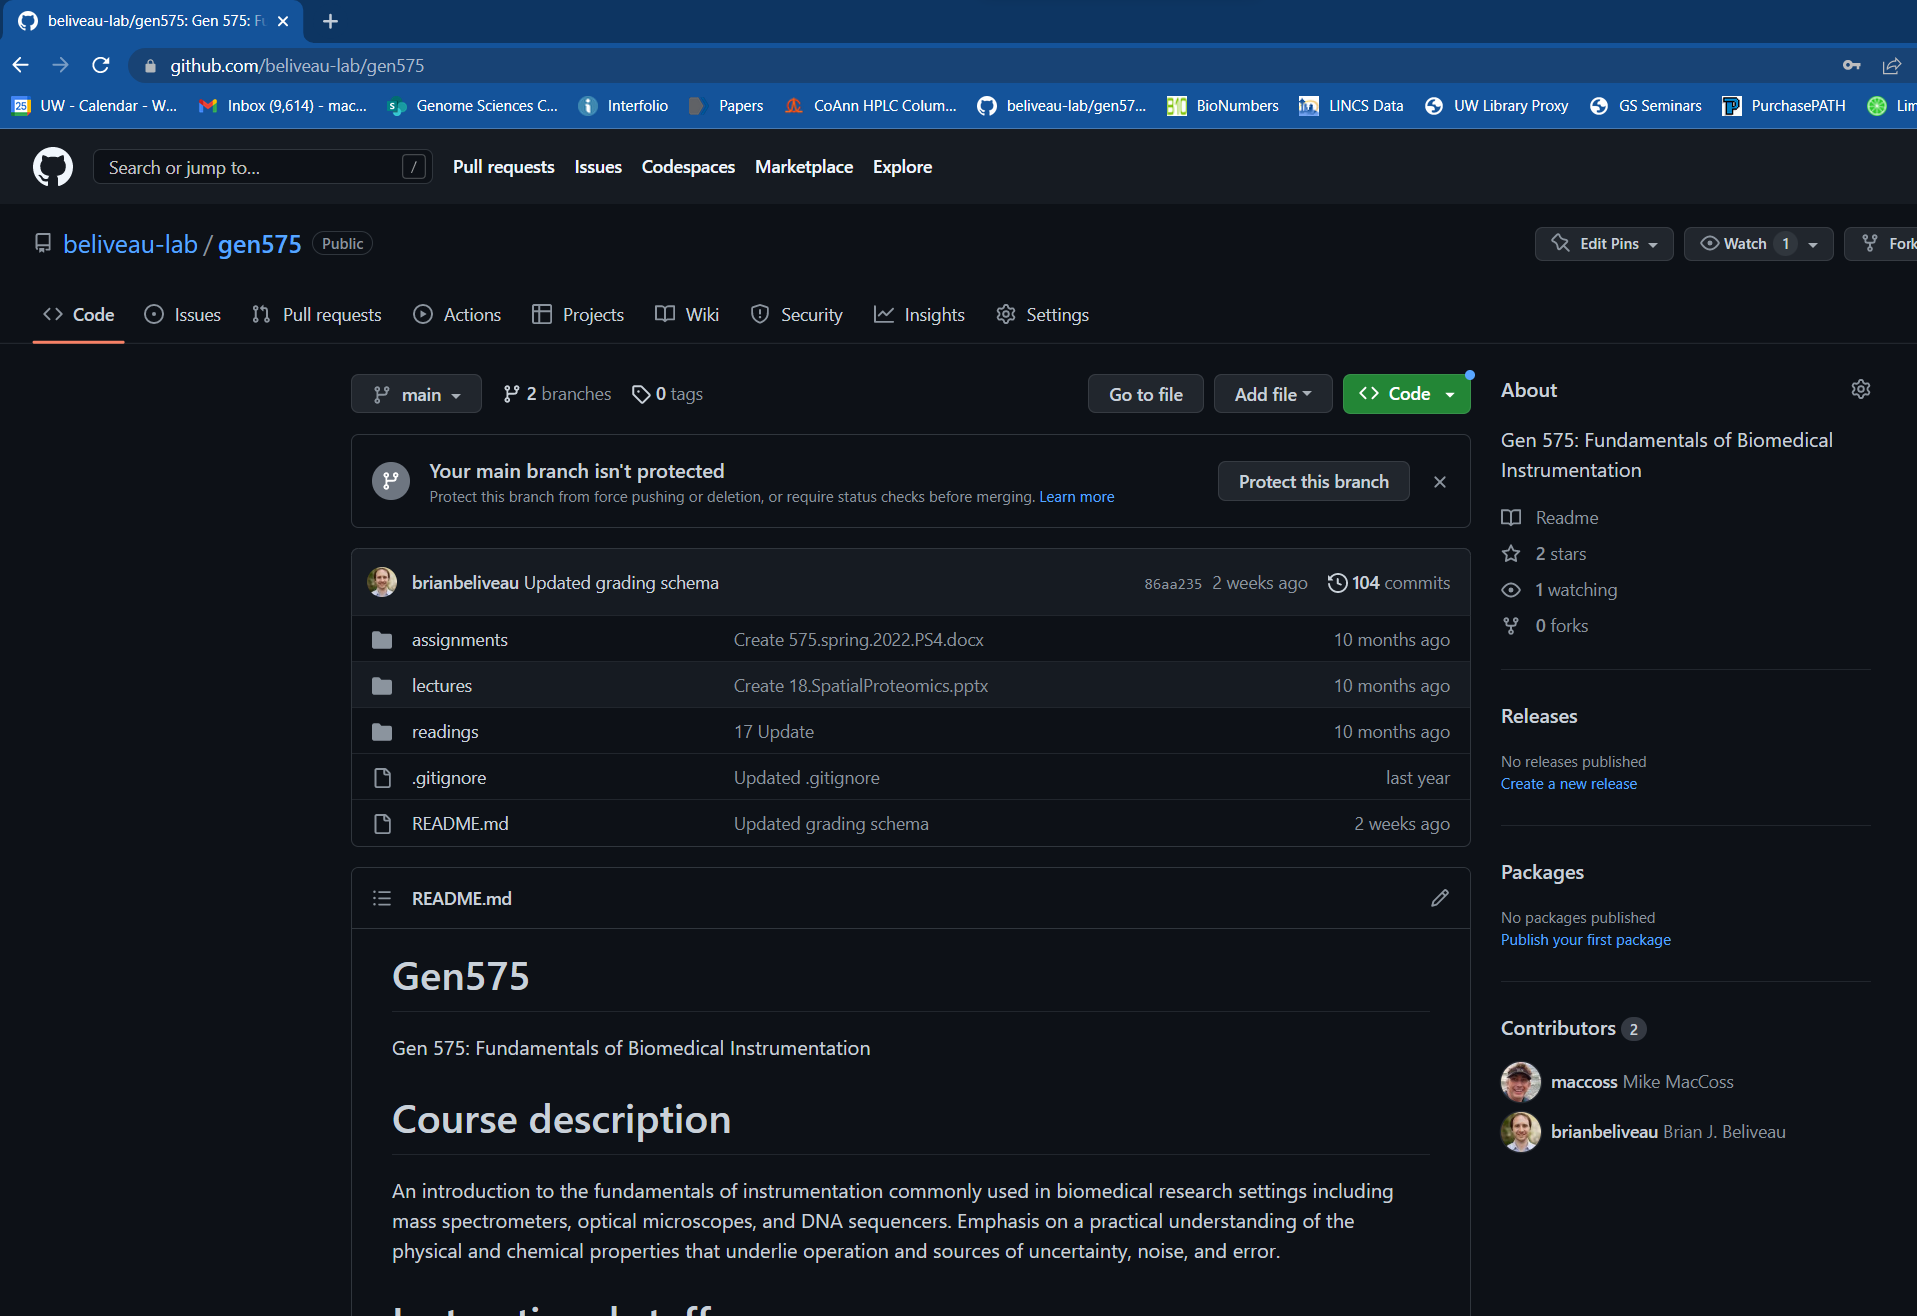 beliveau-lab/gen575: Gen 575: Fu
github.com/beliveau-lab/gen575
25 UW - Calendar - W... Inbox (9,614) - mac... Genome Sciences C... Interfolio Papers CoAnn HPLC Colum... beliveau-lab/gen57... BioNumbers LINCS Data UW Library Proxy GS Seminars PurchasePATH Lim
Search or jump to... / Pull requests Issues Codespaces Marketplace Explore
beliveau-lab / gen575 Public Edit Pins Watch 1 Fork
Code Issues Pull requests Actions Projects Wiki Security Insights Settings
main 2 branches 0 tags Go to file Add file Code
Your main branch isn't protected
Protect this branch from force pushing or deletion, or require status checks before merging. Learn more
Protect this branch
brianbeliveau Updated grading schema 86aa235 2 weeks ago 104 commits
assignments Create 575.spring.2022.PS4.docx 10 months ago
lectures Create 18.SpatialProteomics.pptx 10 months ago
readings 17 Update 10 months ago
.gitignore Updated .gitignore last year
README.md Updated grading schema 2 weeks ago
README.md
Gen575
Gen 575: Fundamentals of Biomedical Instrumentation
Course description
An introduction to the fundamentals of instrumentation commonly used in biomedical research settings including
mass spectrometers, optical microscopes, and DNA sequencers. Emphasis on a practical understanding of the
physical and chemical properties that underlie operation and sources of uncertainty, noise, and error.
About
Gen 575: Fundamentals of Biomedical
Instrumentation
Readme
2 stars
1 watching
0 forks
Releases
No releases published
Create a new release
Packages
No packages published
Publish your first package
Contributors 2
maccoss Mike MacCoss
brianbeliveau Brian J. Beliveau